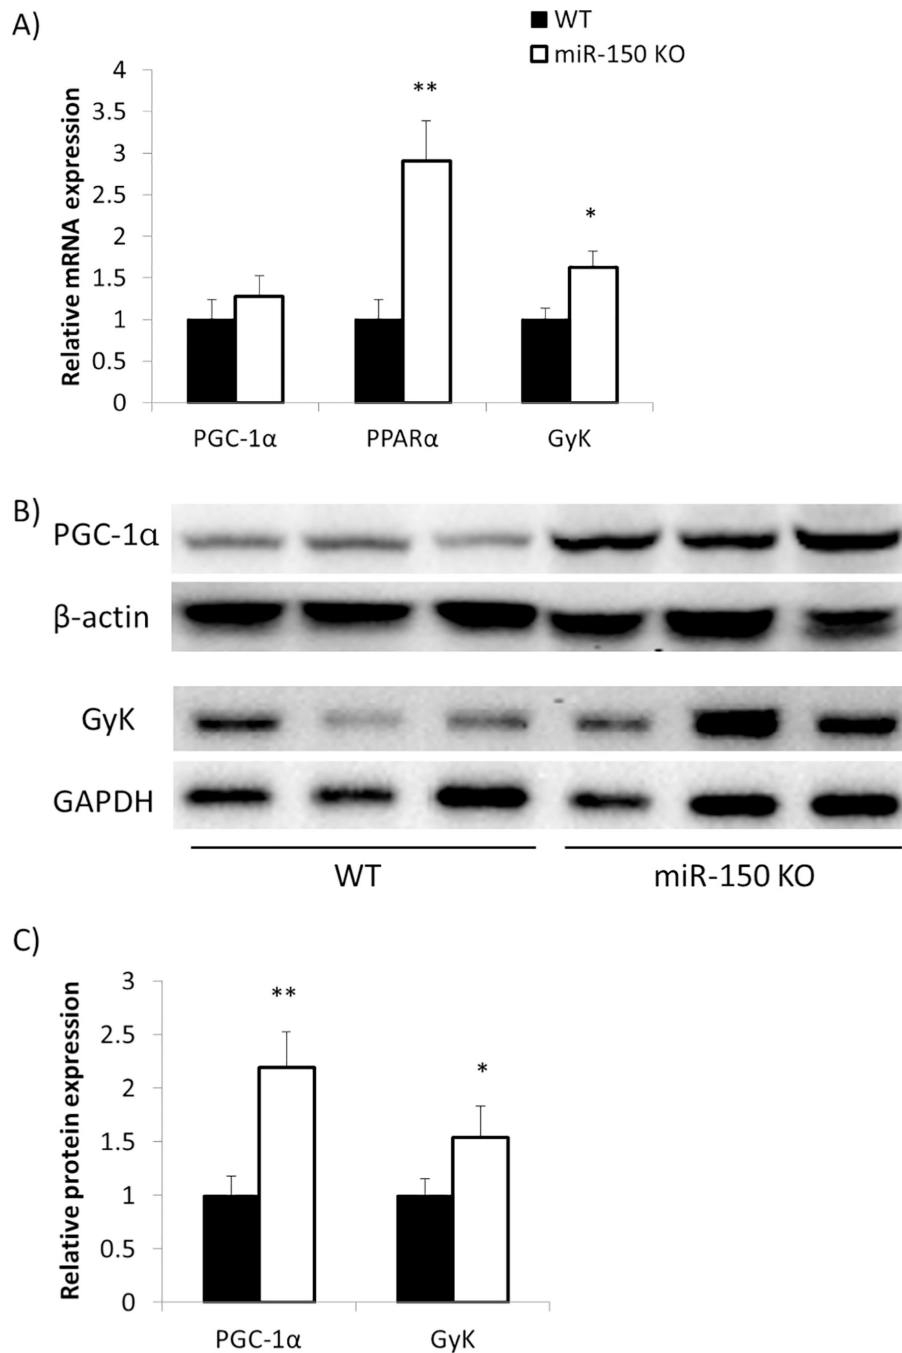 A)
WT
miR-150 KO
Relative mRNA expression
4
3.5
3
2.5
2
1.5
1
0.5
0
**
*
PGC-1α
PPARα
GyK
B)
PGC-1α
β-actin
GyK
GAPDH
WT
miR-150 KO
C)
Relative protein expression
3
2.5
2
1.5
1
0.5
0
**
*
PGC-1α
GyK